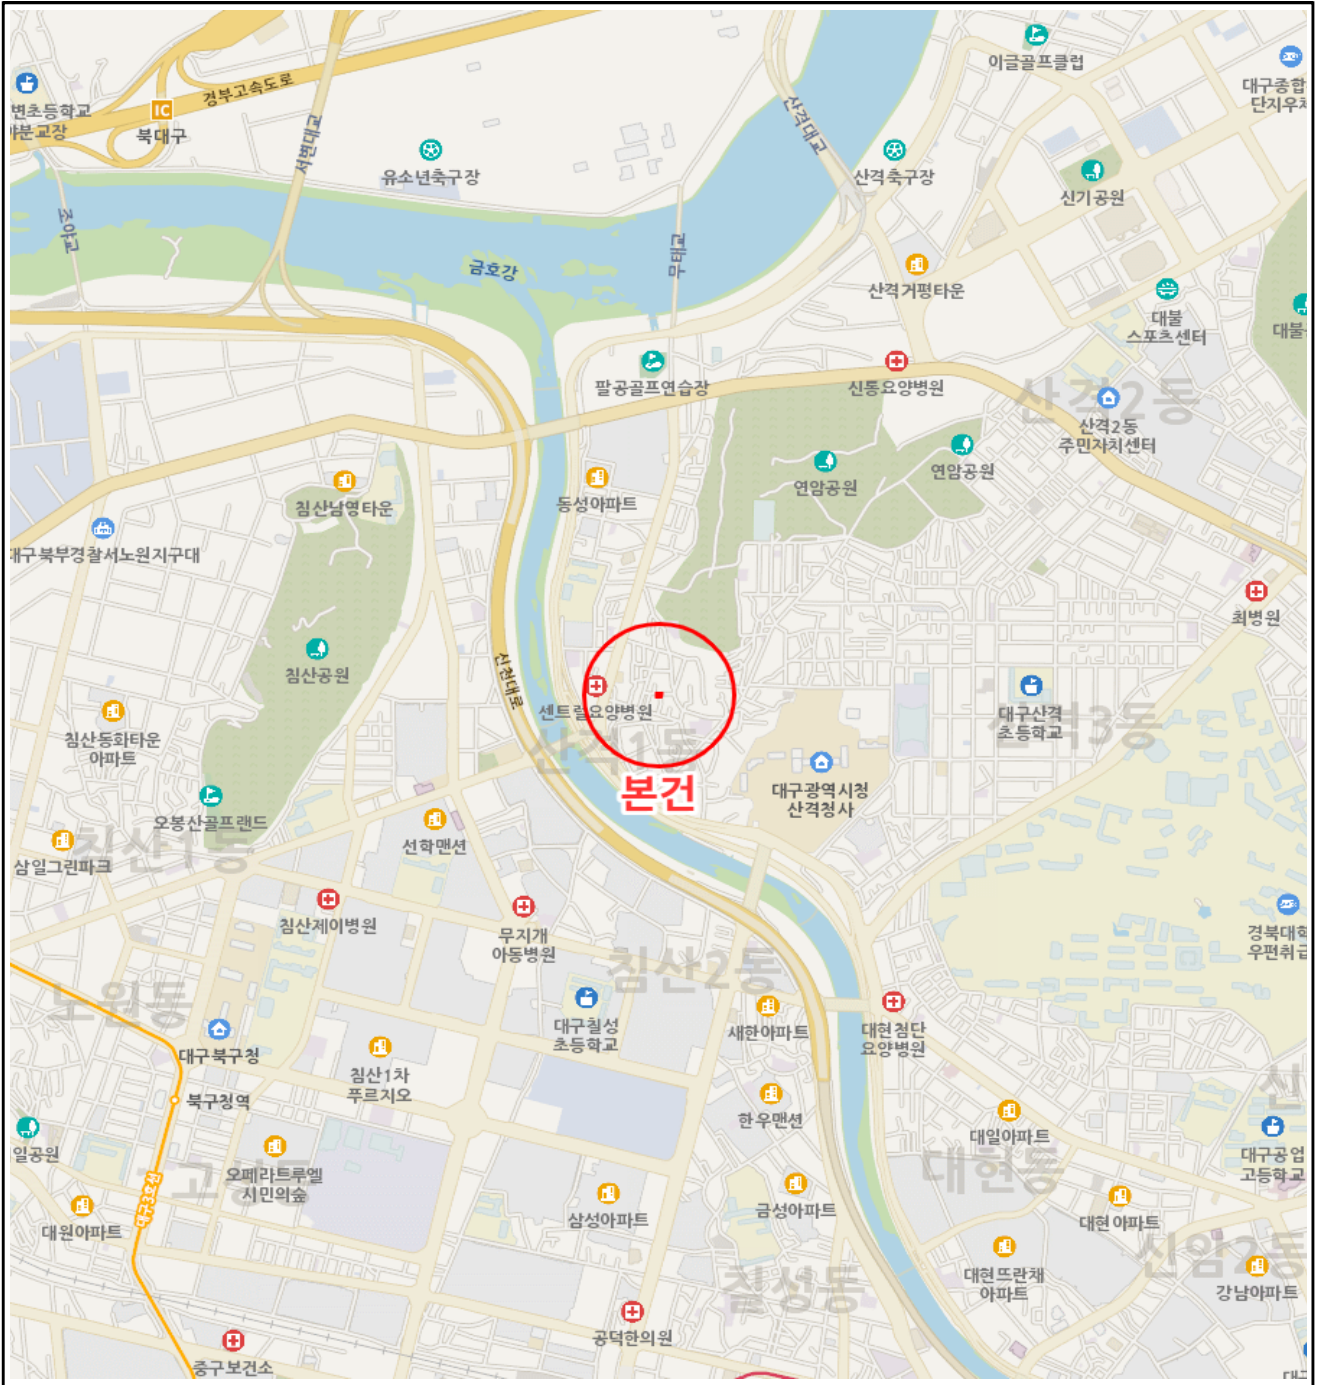 이글골프클럽
대구종합
단지우체
변초등학교
분교장
IC
북대구
경부고속도로
서변대교
산격대교
유소년축구장
산격축구장
신기공원
조야교
금호강
무태교
산격거평타운
대불
스포츠센터
대불
팔공골프연습장
신통요양병원
산격2동
산격2동
주민자치센터
연암공원
연암공원
침산남영타운
동성아파트
대구북부경찰서노원지구대
최병원
침산공원
신천대로
센트럴요양병원
대구산격
초등학교
산격3동
침산동화타운
아파트
산격1동
본건
대구광역시청
산격청사
오봉산골프랜드
선학맨션
침산1동
삼일그린파크
침산제이병원
무지개
아동병원
경북대학
우편취급
침산2동
노원동
대구칠성
초등학교
새한아파트
대현첨단
요양병원
대구북구청
침산1차
푸르지오
북구청역
신
한우맨션
대일아파트
일공원
대구공업
고등학교
오페라트루엘
시민의숲
대현동
대구3호선
대원아파트
삼성아파트
금성아파트
대현아파트
신암2동
대현뜨란채
아파트
강남아파트
칠성동
공덕한의원
중구보건소